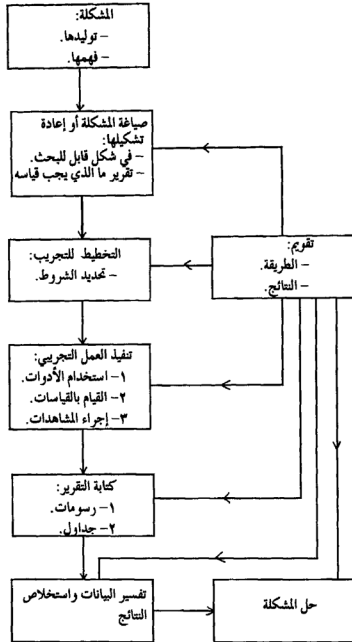 المشكلة:
– توليدها.
– فهمها.
صياغة المشكلة أو إعادة
تشكيلها:
– في شكل قابل للبحث.
– تقرير ما الذي يجب قياسه
التخطيط للتجريب:
– تحديد الشروط.
تقويم:
– الطريقة.
– النتائج.
تنفيذ العمل التجريبي:
١– استخدام الأدوات.
٢– القيام بالقياسات.
٣– إجراء المشاهدات.
كتابة التقرير:
١– رسومات.
٢– جداول.
تفسير البيانات واستخلاص
النتائج
حل المشكلة